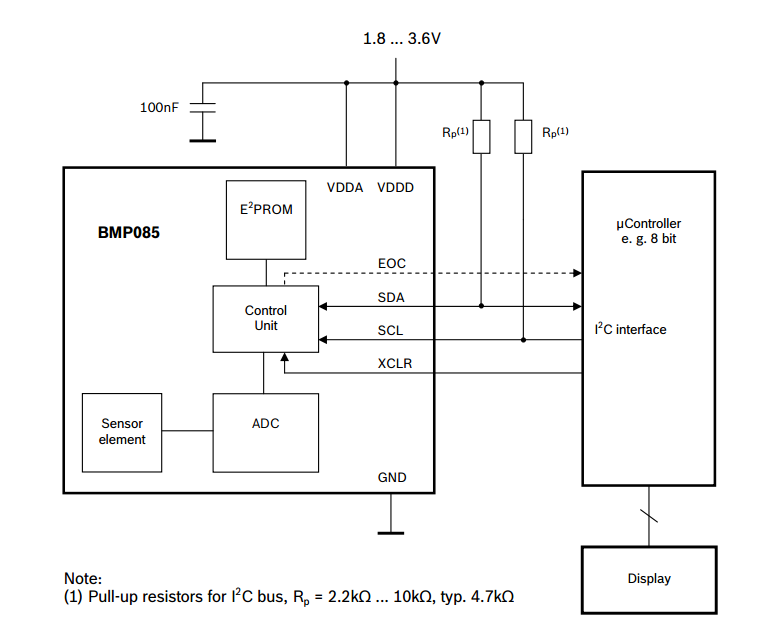 1.8 ... 3.6V
100nF
Rp(1)
Rp(1)
VDDA VDDD
E²PROM
BMP085
µController
e. g. 8 bit
EOC
SDA
Control
Unit
SCL
I²C interface
XCLR
Sensor
element
ADC
GND
Display
Note:
(1) Pull-up resistors for I²C bus, Rp = 2.2kΩ ... 10kΩ, typ. 4.7kΩ